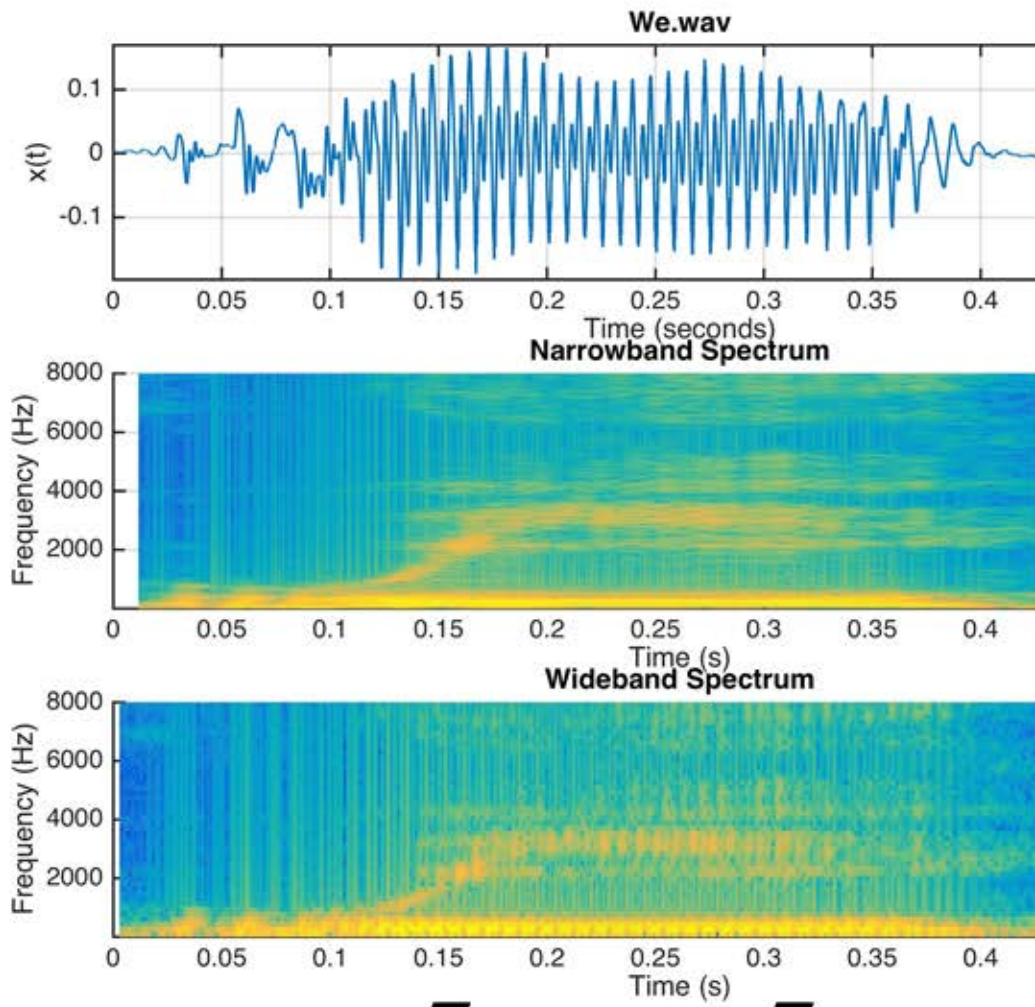 We.wav
0.1
0
-0.1
x(t)
0 0.05 0.1 0.15 0.2 0.25 0.3 0.35 0.4
Time (seconds)
Narrowband Spectrum
8000
6000
4000
2000
Frequency (Hz)
0 0.05 0.1 0.15 0.2 0.25 0.3 0.35 0.4
Time (s)
Wideband Spectrum
8000
6000
4000
2000
Frequency (Hz)
0 0.05 0.1 0.15 0.2 0.25 0.3 0.35 0.4
Time (s)